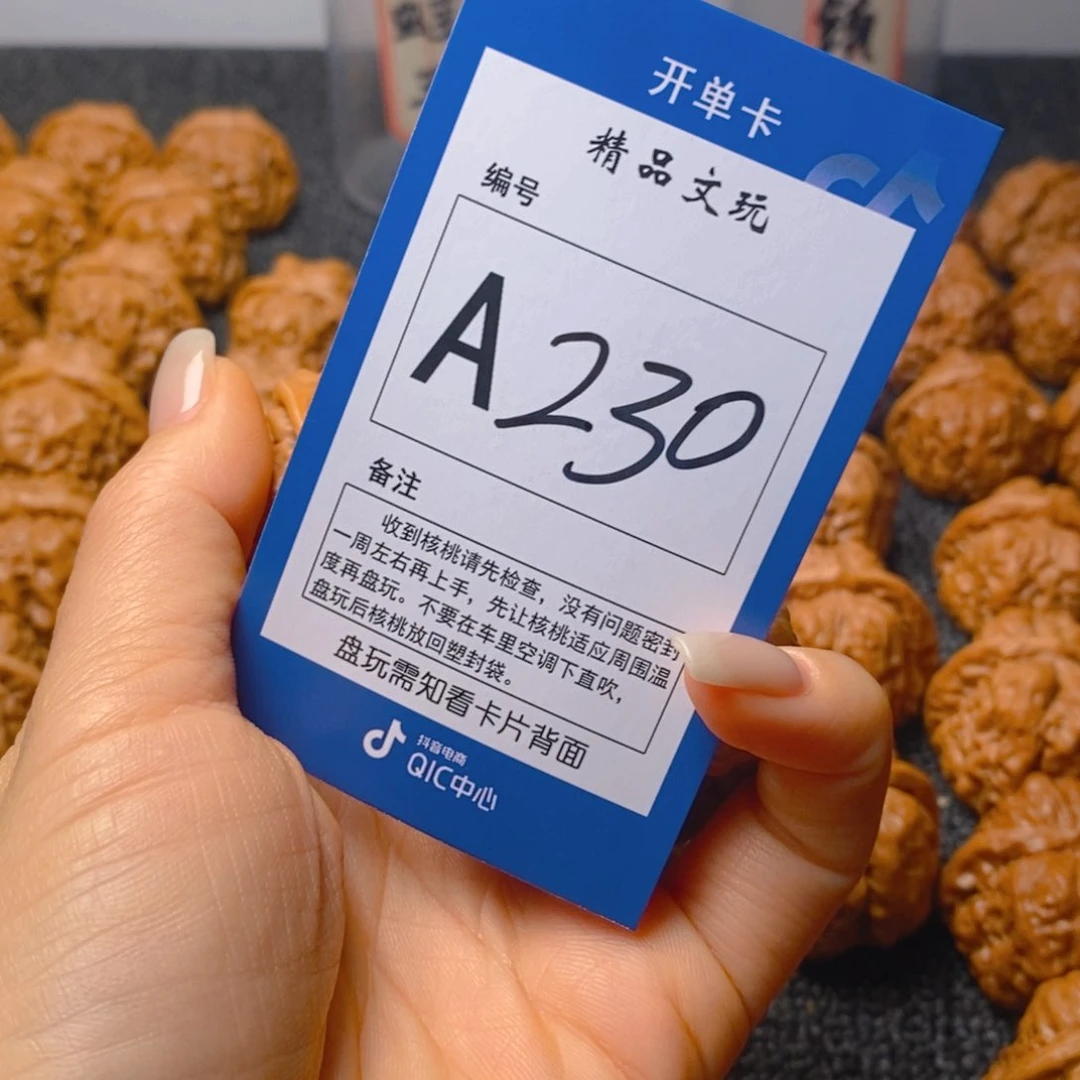 开单卡
精品文玩
编号
A230
备注
收到核桃请先检查，没有问题密封
一周左右再上手，先让核桃适应周围温
度再盘玩。不要在车里空调下直吹，
盘玩后核桃放回塑封袋。
盘玩需知看卡片背面
抖音电商
QIC中心